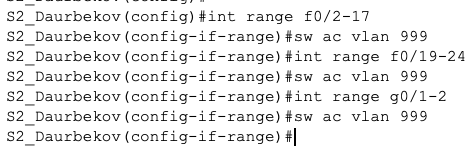 S2_Daurbekov(config)#
S2_Daurbekov(config)#int range f0/2-17
S2_Daurbekov(config-if-range)#sw ac vlan 999
S2_Daurbekov(config-if-range)#int range f0/19-24
S2_Daurbekov(config-if-range)#sw ac vlan 999
S2_Daurbekov(config-if-range)#int range g0/1-2
S2_Daurbekov(config-if-range)#sw ac vlan 999
S2_Daurbekov(config-if-range)#